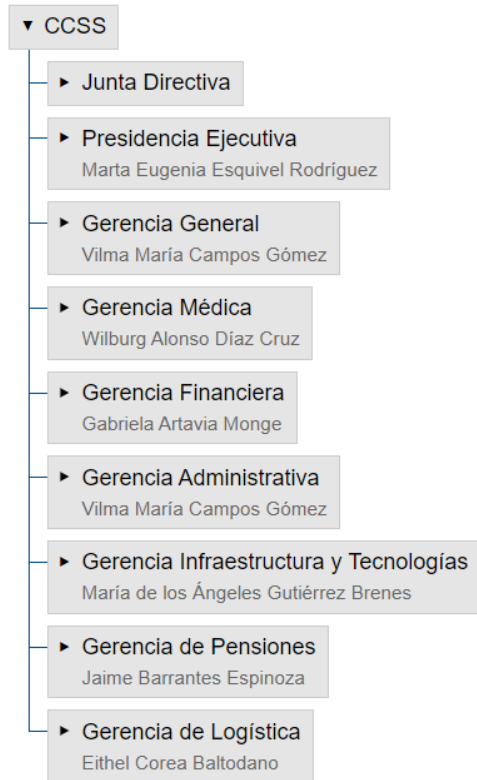 CCSS
Junta Directiva
Presidencia Ejecutiva
Marta Eugenia Esquivel Rodríguez
Gerencia General
Vilma María Campos Gómez
Gerencia Médica
Wilburg Alonso Díaz Cruz
Gerencia Financiera
Gabriela Artavia Monge
Gerencia Administrativa
Vilma María Campos Gómez
Gerencia Infraestructura y Tecnologías
María de los Ángeles Gutiérrez Brenes
Gerencia de Pensiones
Jaime Barrantes Espinoza
Gerencia de Logística
Eithel Corea Baltodano